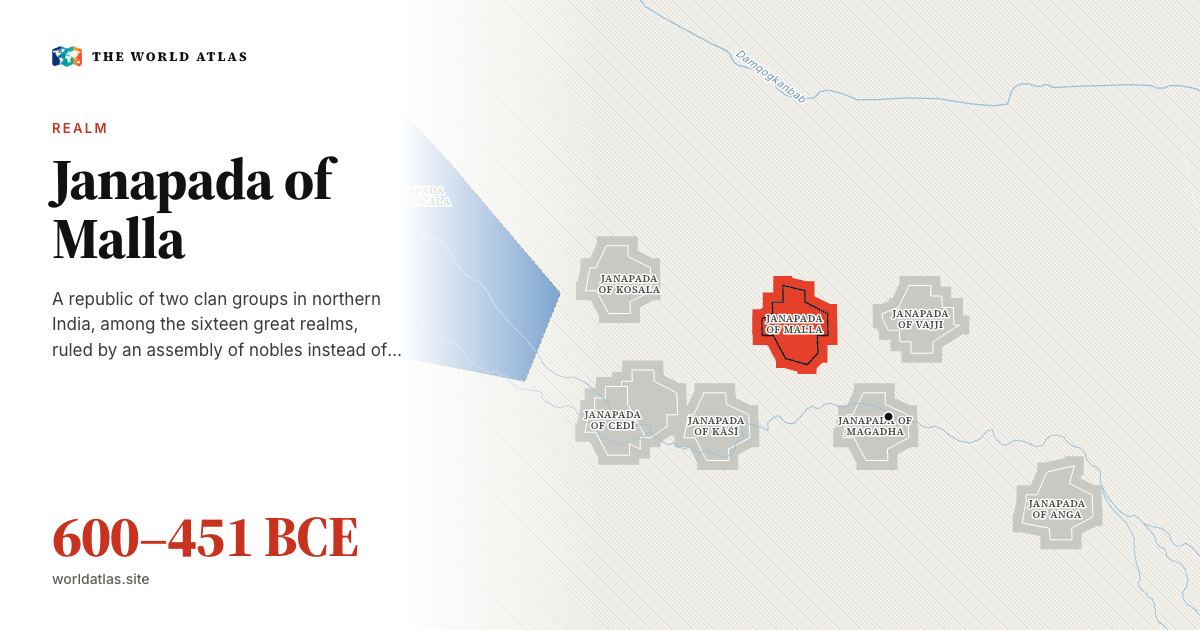 THE WORLD ATLAS
REALM
Janapada of
Malla
A republic of two clan groups in northern
India, among the sixteen great realms,
ruled by an assembly of nobles instead of…
600–451 BCE
worldatlas.site
Damqogkanbab
JANAPADA
OF KOSALA
JANAPADA
OF MALLA
JANAPADA
OF VAJJI
JANAPADA
OF CEDĪ
JANAPADA
OF KĀŚĪ
JANAPADA OF
MAGADHA
JANAPADA
OF ANGA